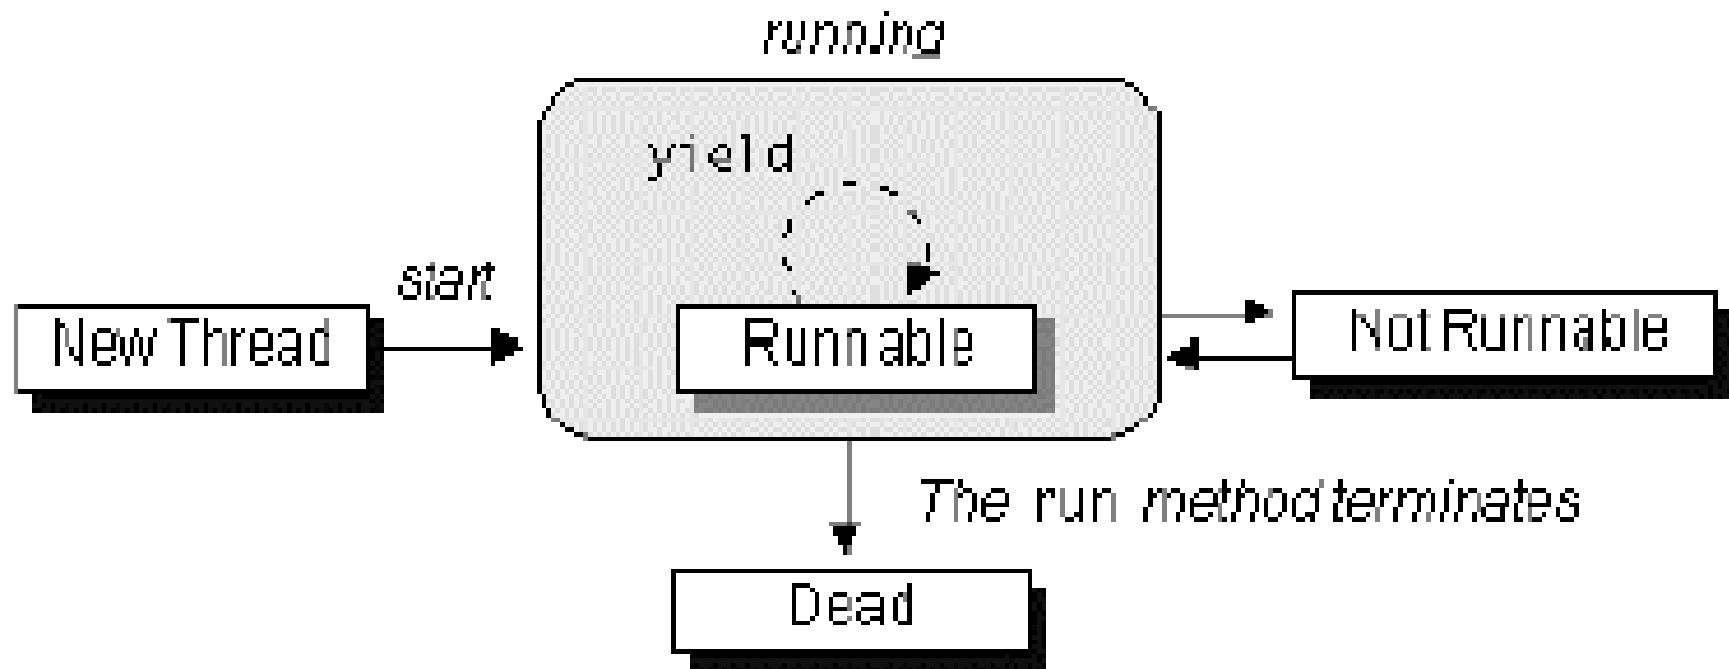 running
yield
start
New Thread
Runnable
Not Runnable
The run method terminates
Dead